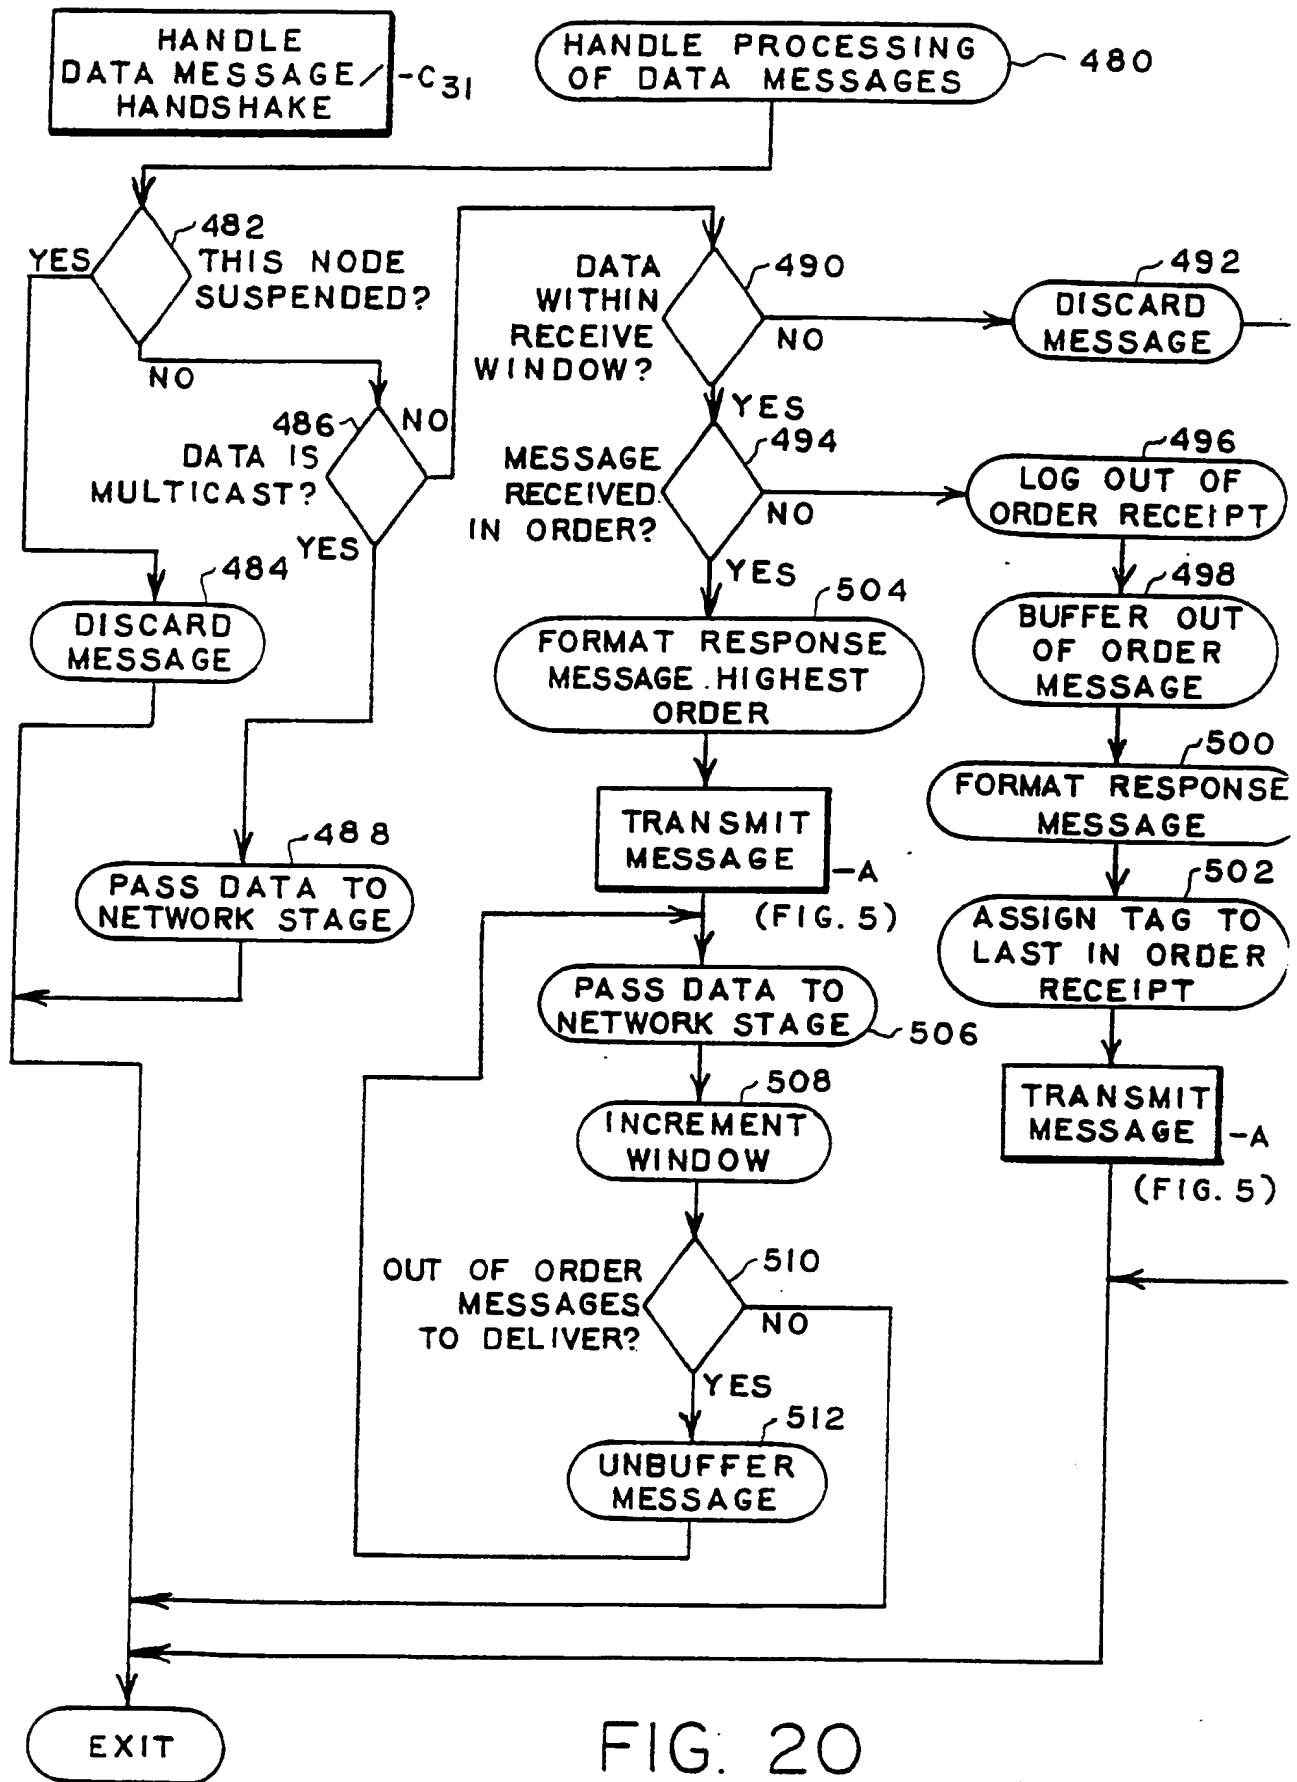 HANDLE
DATA MESSAGE/
HANDSHAKE
-C31
HANDLE PROCESSING
OF DATA MESSAGES
480
482
YES
THIS NODE
SUSPENDED?
NO
486
NO
DATA IS
MULTICAST?
YES
484
DISCARD
MESSAGE
488
PASS DATA TO
NETWORK STAGE
490
DATA
WITHIN
RECEIVE
WINDOW?
NO
YES
492
DISCARD
MESSAGE
494
MESSAGE
RECEIVED
IN ORDER?
NO
YES
496
LOG OUT OF
ORDER RECEIPT
498
BUFFER OUT
OF ORDER
MESSAGE
500
FORMAT RESPONSE
MESSAGE
502
ASSIGN TAG TO
LAST IN ORDER
RECEIPT
TRANSMIT
MESSAGE
-A
(FIG. 5)
504
FORMAT RESPONSE
MESSAGE.HIGHEST
ORDER
TRANSMIT
MESSAGE
-A
(FIG. 5)
PASS DATA TO
NETWORK STAGE
506
508
INCREMENT
WINDOW
510
OUT OF ORDER
MESSAGES
TO DELIVER?
NO
YES
512
UNBUFFER
MESSAGE
EXIT
FIG. 20